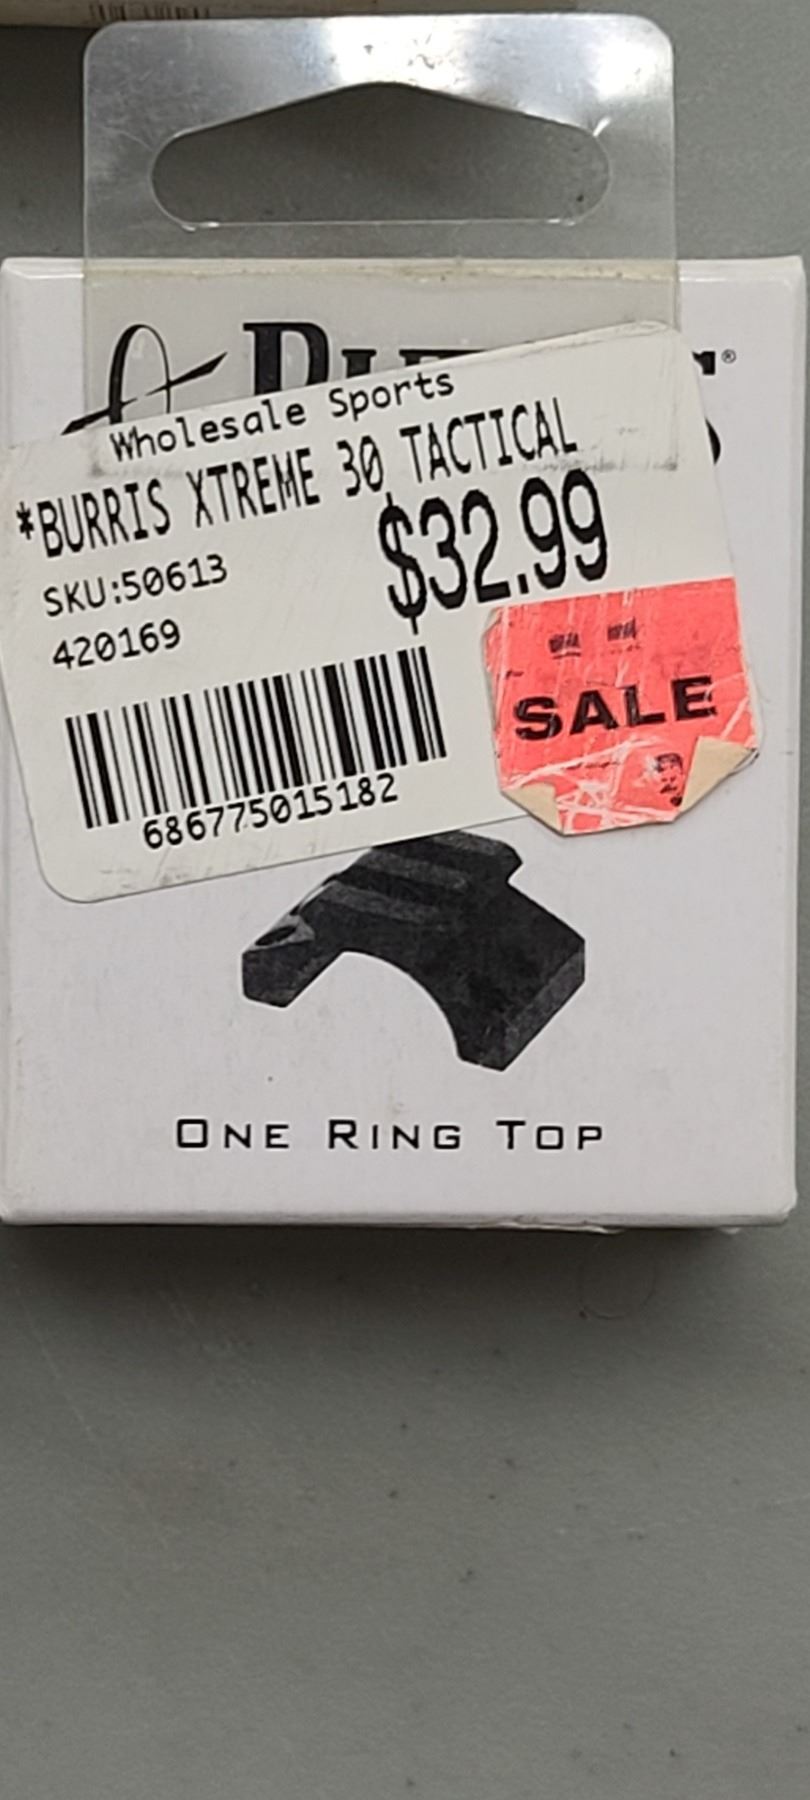 Wholesale Sports
*BURRIS XTREME 30 TACTICAL
$32.99
SKU:50613
420169
SALE
686775015182
ONE RING TOP